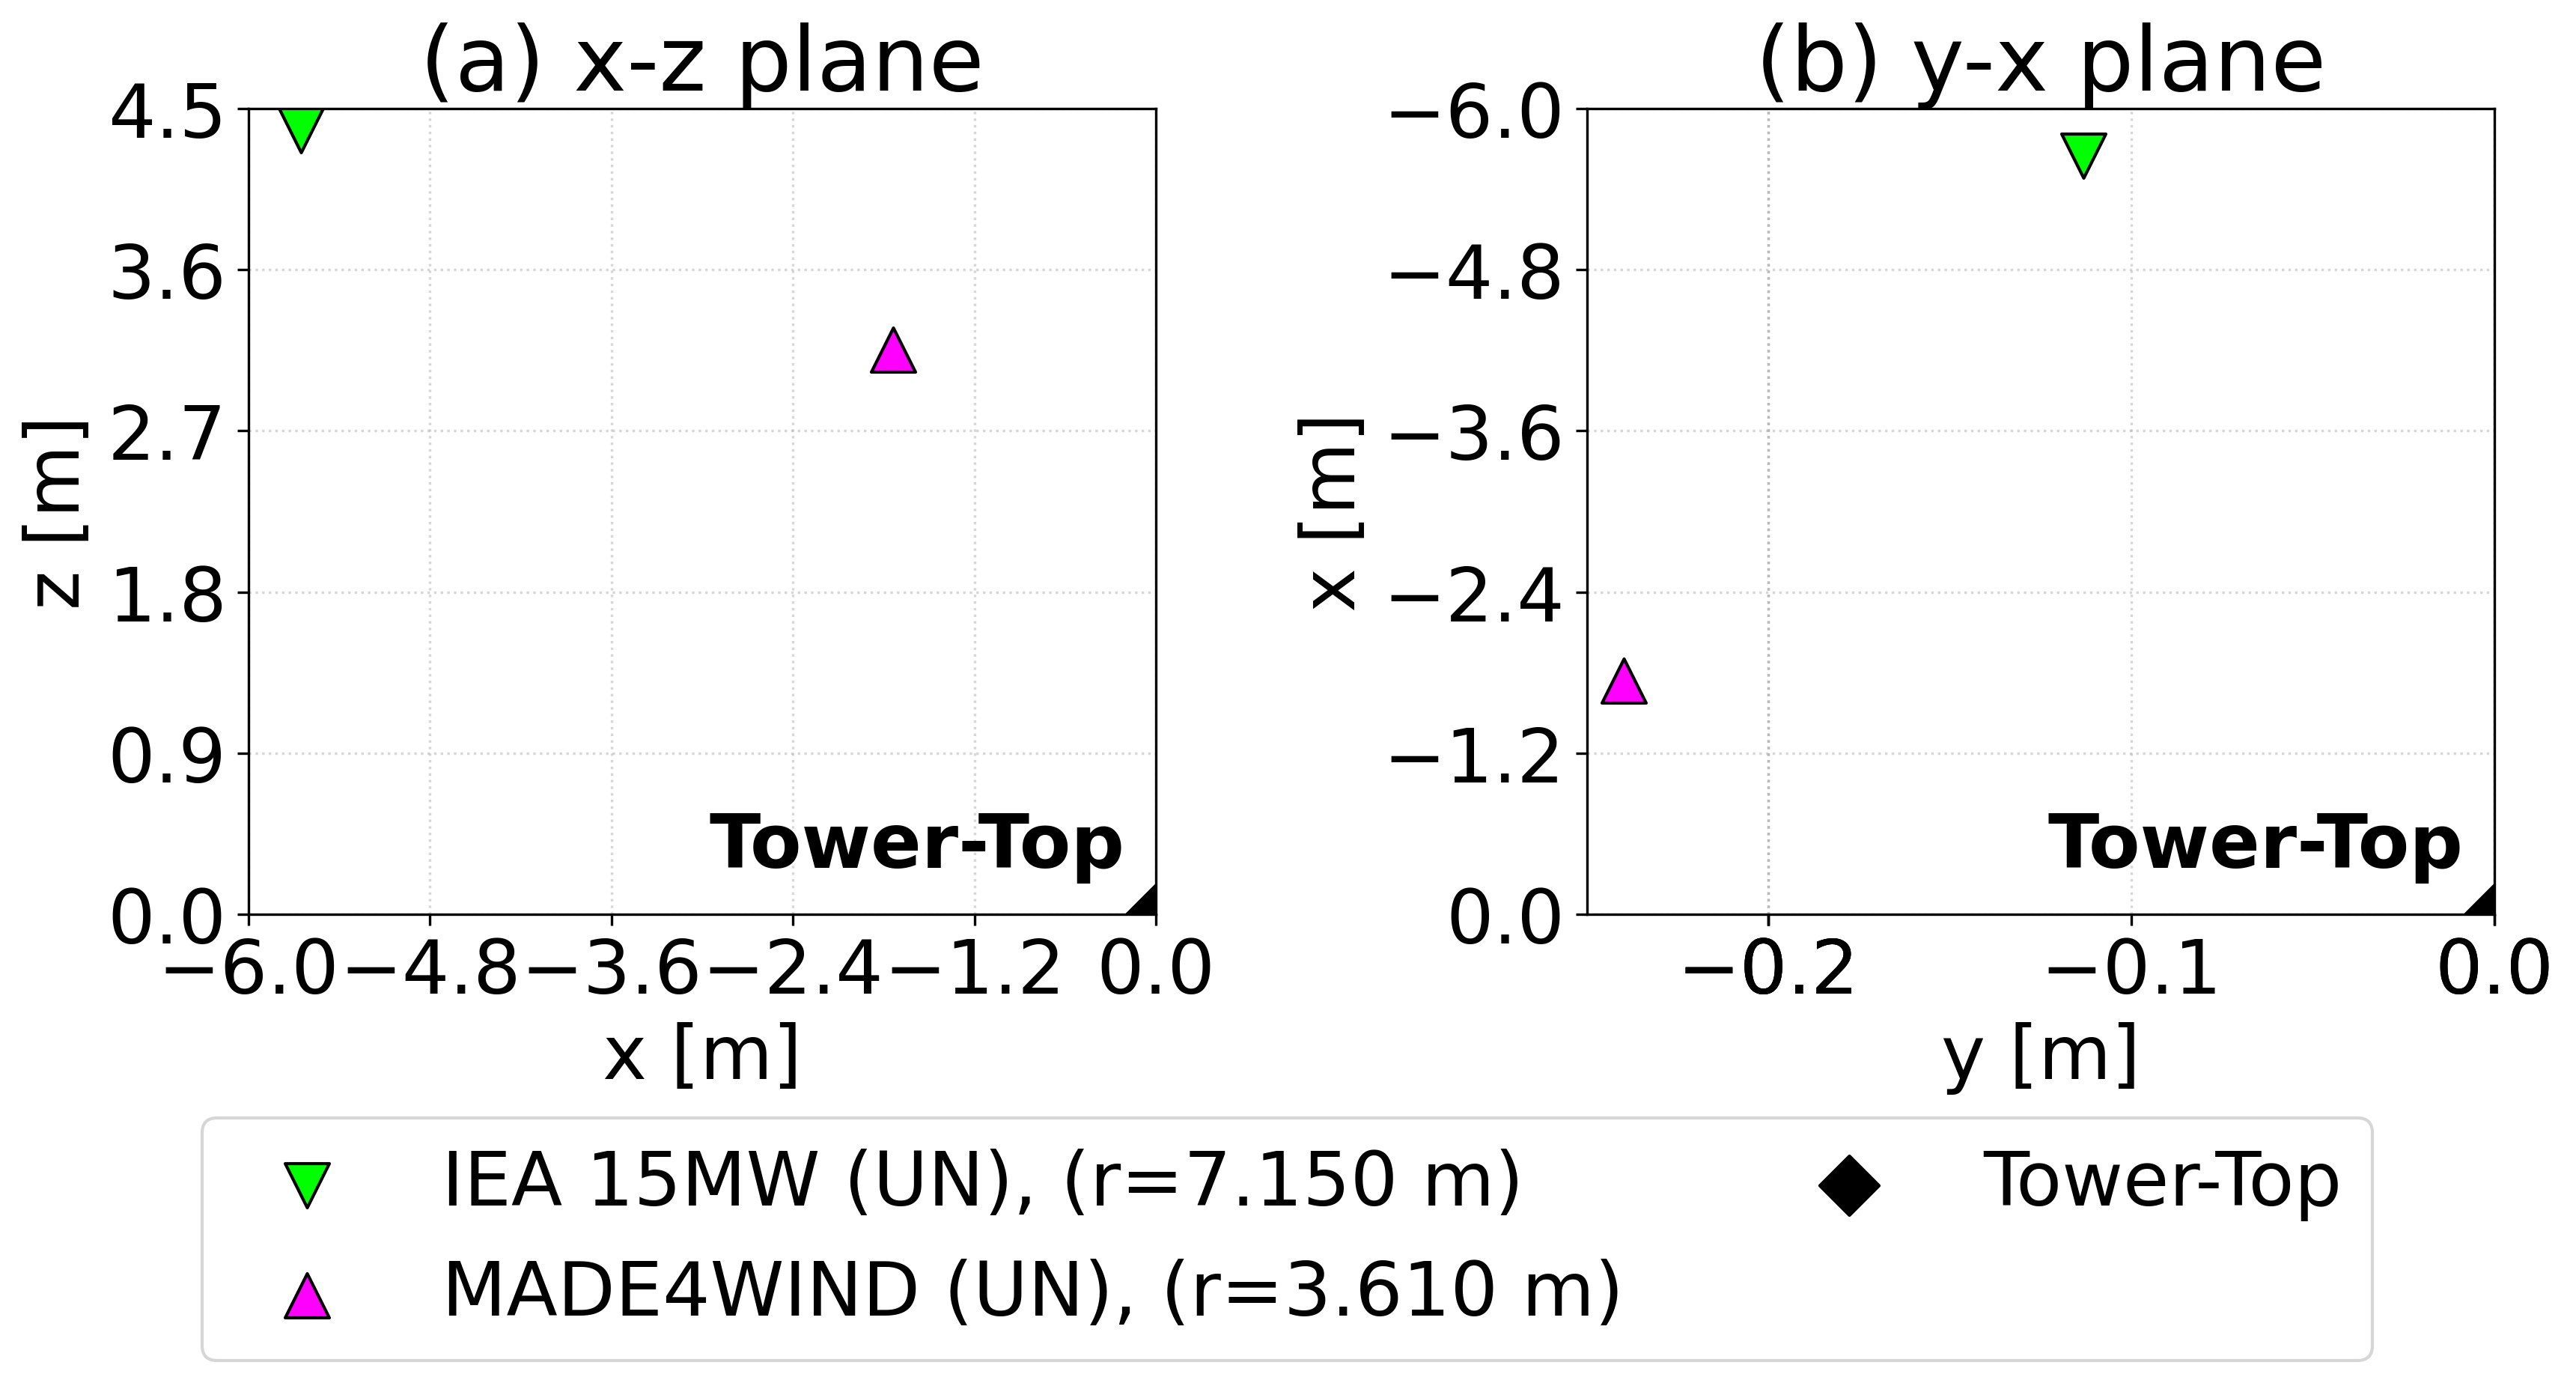 (a) x-z plane
(b) y-x plane
4.5
3.6
2.7
1.8
0.9
0.0
z [m]
−6.0
−4.8
−3.6
−2.4
−1.2
0.0
x [m]
Tower-Top
−6.0
−4.8
−3.6
−2.4
−1.2
0.0
x [m]
−0.2
−0.1
0.0
y [m]
Tower-Top
IEA 15MW (UN), (r=7.150 m)
MADE4WIND (UN), (r=3.610 m)
Tower-Top